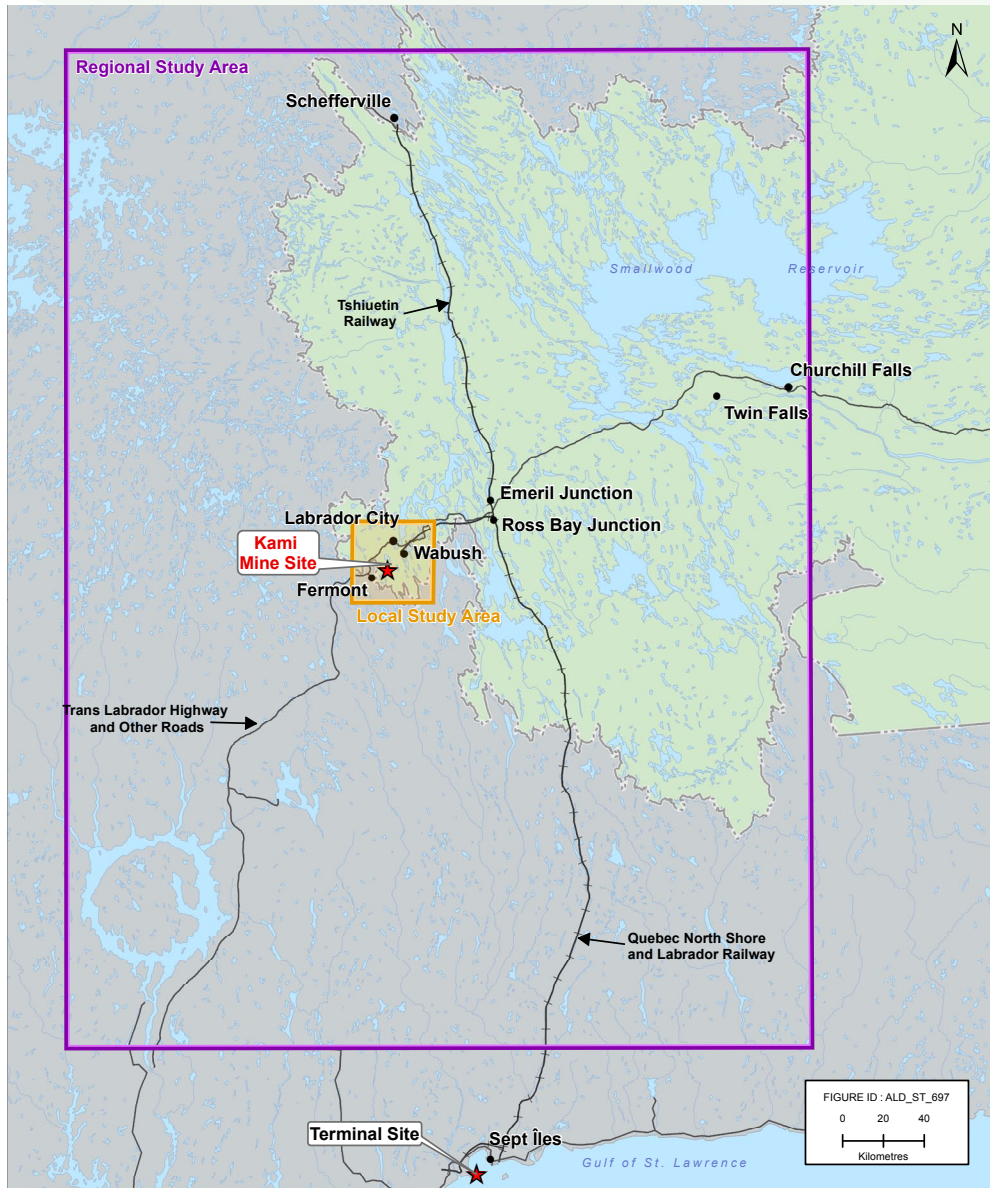 N
Regional Study Area
Schefferville
Smallwood Reservoir
Tshiuetin
Railway
Churchill Falls
Twin Falls
Emeril Junction
Labrador City
Ross Bay Junction
Kami
Mine Site
Wabush
Fermont
Local Study Area
Trans Labrador Highway
and Other Roads
Quebec North Shore
and Labrador Railway
FIGURE ID : ALD_ST_697
0 20 40
Kilometres
Terminal Site
Sept Îles
Gulf of St. Lawrence